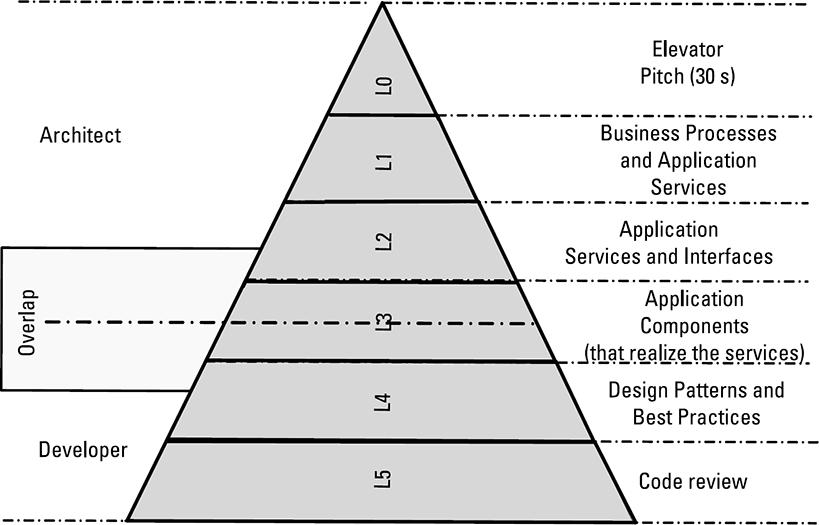 L0
Elevator
Pitch (30 s)
Architect
L1
Business Processes
and Application
Services
L2
Application
Services and Interfaces
Overlap
L3
Application
Components
(that realize the services)
L4
Design Patterns and
Best Practices
Developer
L5
Code review